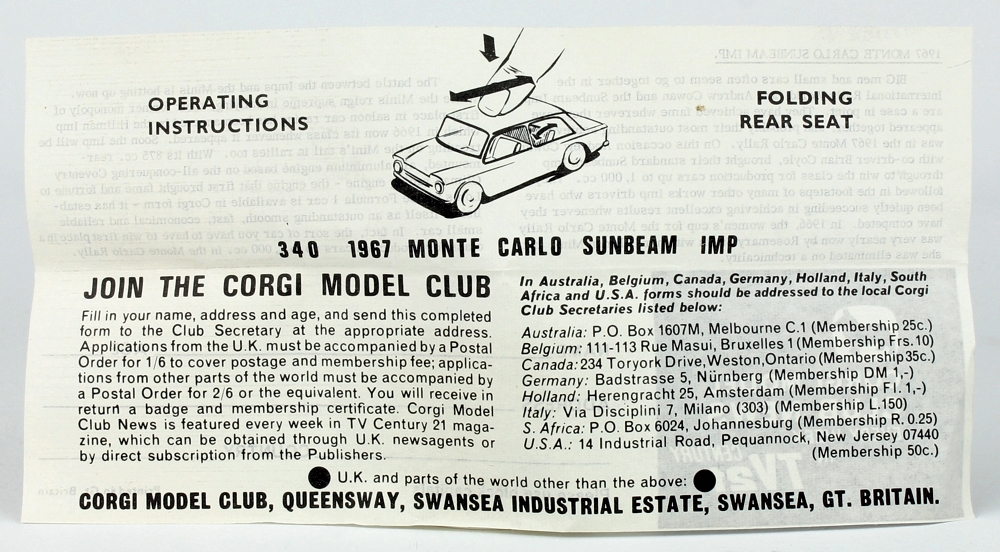 OPERATING
INSTRUCTIONS
FOLDING
REAR SEAT
340 1967 MONTE CARLO SUNBEAM IMP
JOIN THE CORGI MODEL CLUB
Fill in your name, address and age, and send this completed
form to the Club Secretary at the appropriate address.
Applications from the U.K. must be accompanied by a Postal
Order for 1/6 to cover postage and membership fee; applica-
tions from other parts of the world must be accompanied by
a Postal Order for 2/6 or the equivalent. You will receive in
return a badge and membership certificate. Corgi Model
Club News is featured every week in TV Century 21 maga-
zine, which can be obtained through U.K. newsagents or
by direct subscription from the Publishers.
In Australia, Belgium, Canada, Germany, Holland, Italy, South
Africa and U.S.A. forms should be addressed to the local Corgi
Club Secretaries listed below:
Australia: P.O. Box 1607M, Melbourne C.1 (Membership 25c.)
Belgium: 111-113 Rue Masui, Bruxelles 1 (Membership Frs. 10)
Canada: 234 Toryork Drive, Weston, Ontario (Membership 35c.)
Germany: Badstrasse 5, Nürnberg (Membership DM 1,-)
Holland: Herengracht 25, Amsterdam (Membership Fl. 1,-)
Italy: Via Disciplini 7, Milano (303) (Membership L.150)
S. Africa: P.O. Box 6024, Johannesburg (Membership R. 0.25)
U.S.A.: 14 Industrial Road, Pequannock, New Jersey 07440
(Membership 50c.)
U.K. and parts of the world other than the above:
CORGI MODEL CLUB, QUEENSWAY, SWANSEA INDUSTRIAL ESTATE, SWANSEA, GT. BRITAIN.